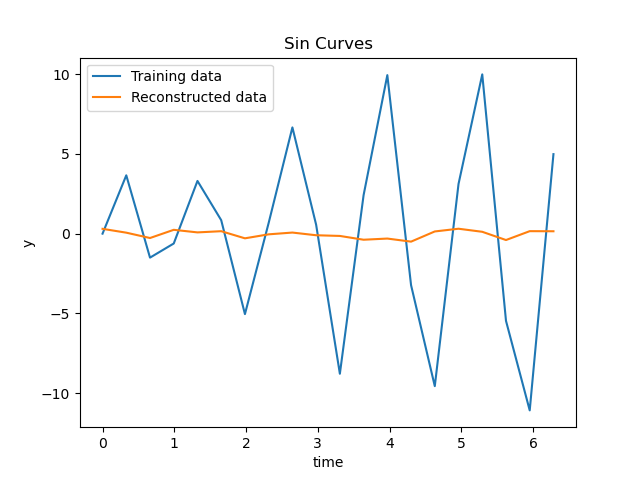 Sin Curves
Training data
Reconstructed data
10
5
0
−5
−10
y
0 1 2 3 4 5 6
time